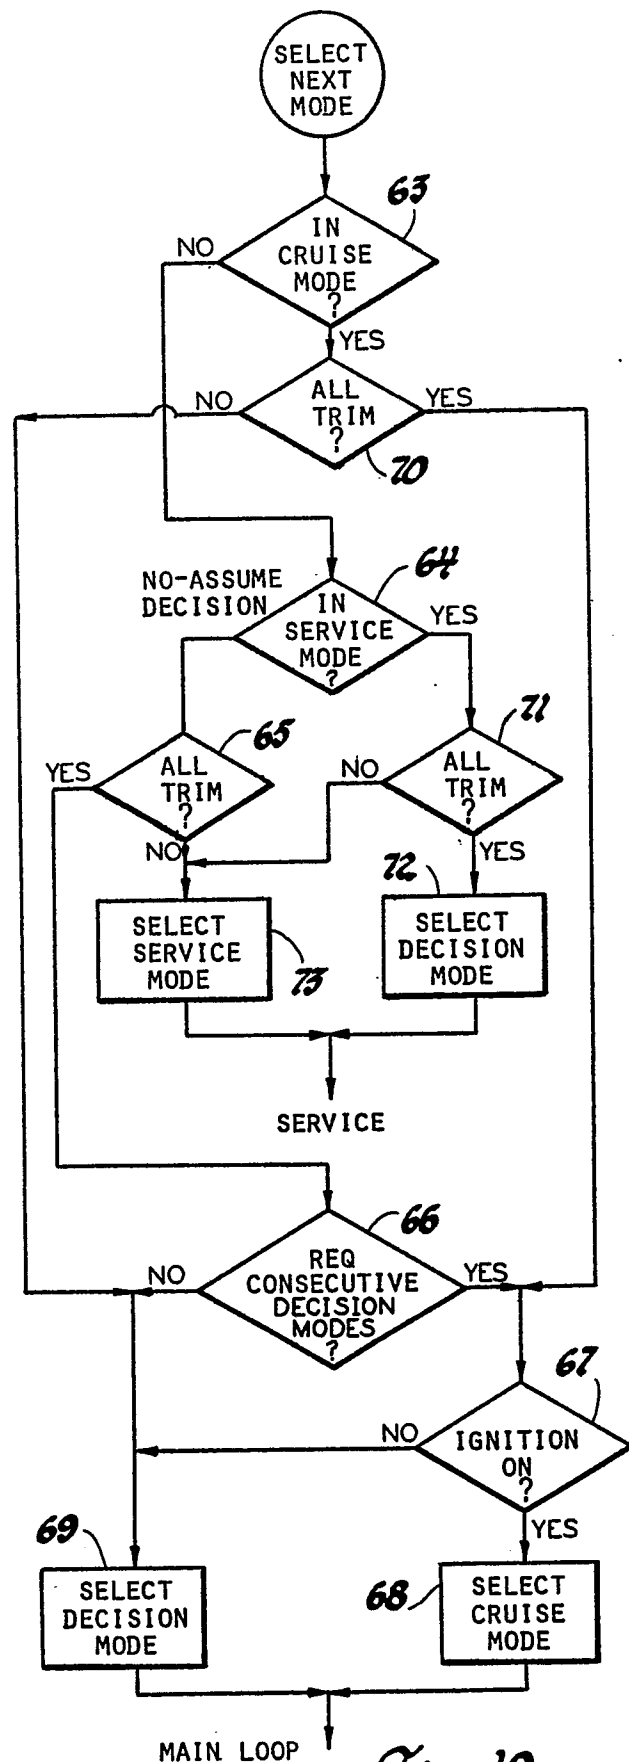 SELECT
NEXT
MODE
63
IN
CRUISE
MODE
?
NO
YES
ALL
TRIM
?
NO
YES
70
64
NO-ASSUME
DECISION
IN
SERVICE
MODE
?
YES
65
71
YES
ALL
TRIM
?
NO
NO
ALL
TRIM
?
YES
72
SELECT
SERVICE
MODE
73
SELECT
DECISION
MODE
SERVICE
66
NO
REQ
CONSECUTIVE
DECISION
MODES
?
YES
67
NO
IGNITION
ON
?
YES
69
SELECT
DECISION
MODE
68
SELECT
CRUISE
MODE
MAIN LOOP